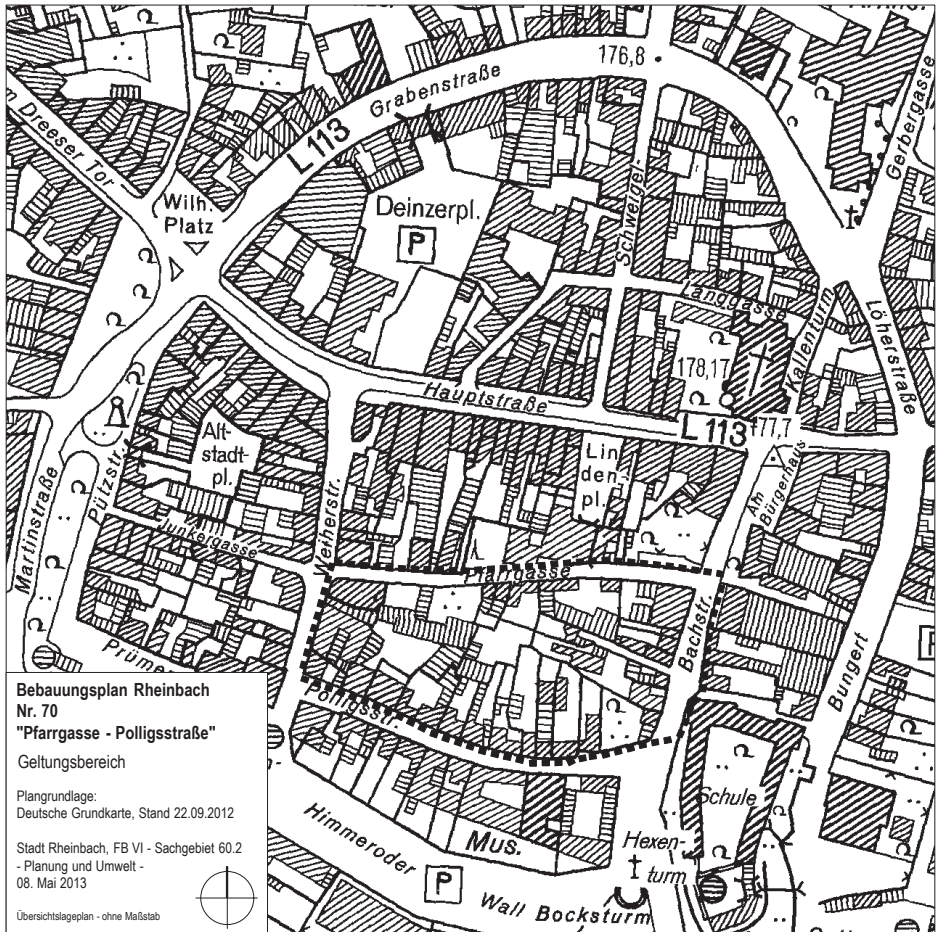 176,8
Grabenstraße
L 113
Gerbergasse
Dreeser Tor
Wilh.
Platz
Deinzerpl.
P
Schweigel-
Langgasse
Kallenturm
Löherstraße
178,17
Hauptstraße
L 113
177,7
Alt-
stadt-
pl.
Lin
den
pl.
Am
Bürgerhaus
Martinstraße
Pützstr.
Junkergasse
Weiherstr.
Pfarrgasse
Bachstr.
Bungert
P
Prüme
Polligsstr.
Schule
Himmeroder
Mus.
Hexen-
turm
P
Wall Bocksturm
Bebauungsplan Rheinbach
Nr. 70
"Pfarrgasse - Polligsstraße"
Geltungsbereich
Plangrundlage:
Deutsche Grundkarte, Stand 22.09.2012
Stadt Rheinbach, FB VI - Sachgebiet 60.2
- Planung und Umwelt -
08. Mai 2013
Übersichtslageplan - ohne Maßstab